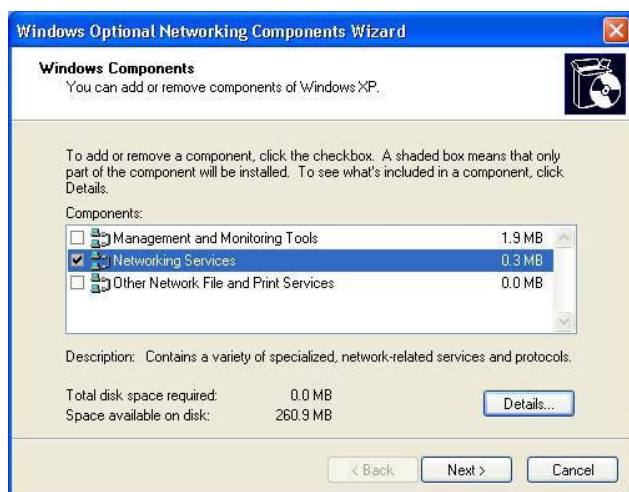 Windows Optional Networking Components Wizard
Windows Components
You can add or remove components of Windows XP.
To add or remove a component, click the checkbox. A shaded box means that only
part of the component will be installed. To see what's included in a component, click
Details.
Components:
Management and Monitoring Tools 1.9 MB
Networking Services 0.3 MB
Other Network File and Print Services 0.0 MB
Description: Contains a variety of specialized, network-related services and protocols.
Total disk space required: 0.0 MB
Space available on disk: 260.9 MB
Details...
< Back Next > Cancel